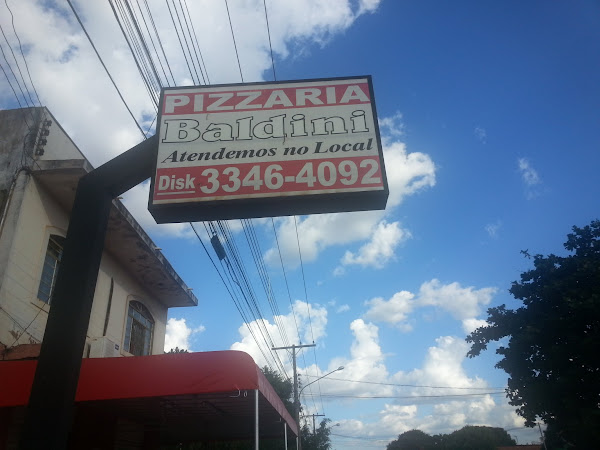 PIZZARIA
Baldini
Atendemos no Local
Disk 3346-4092